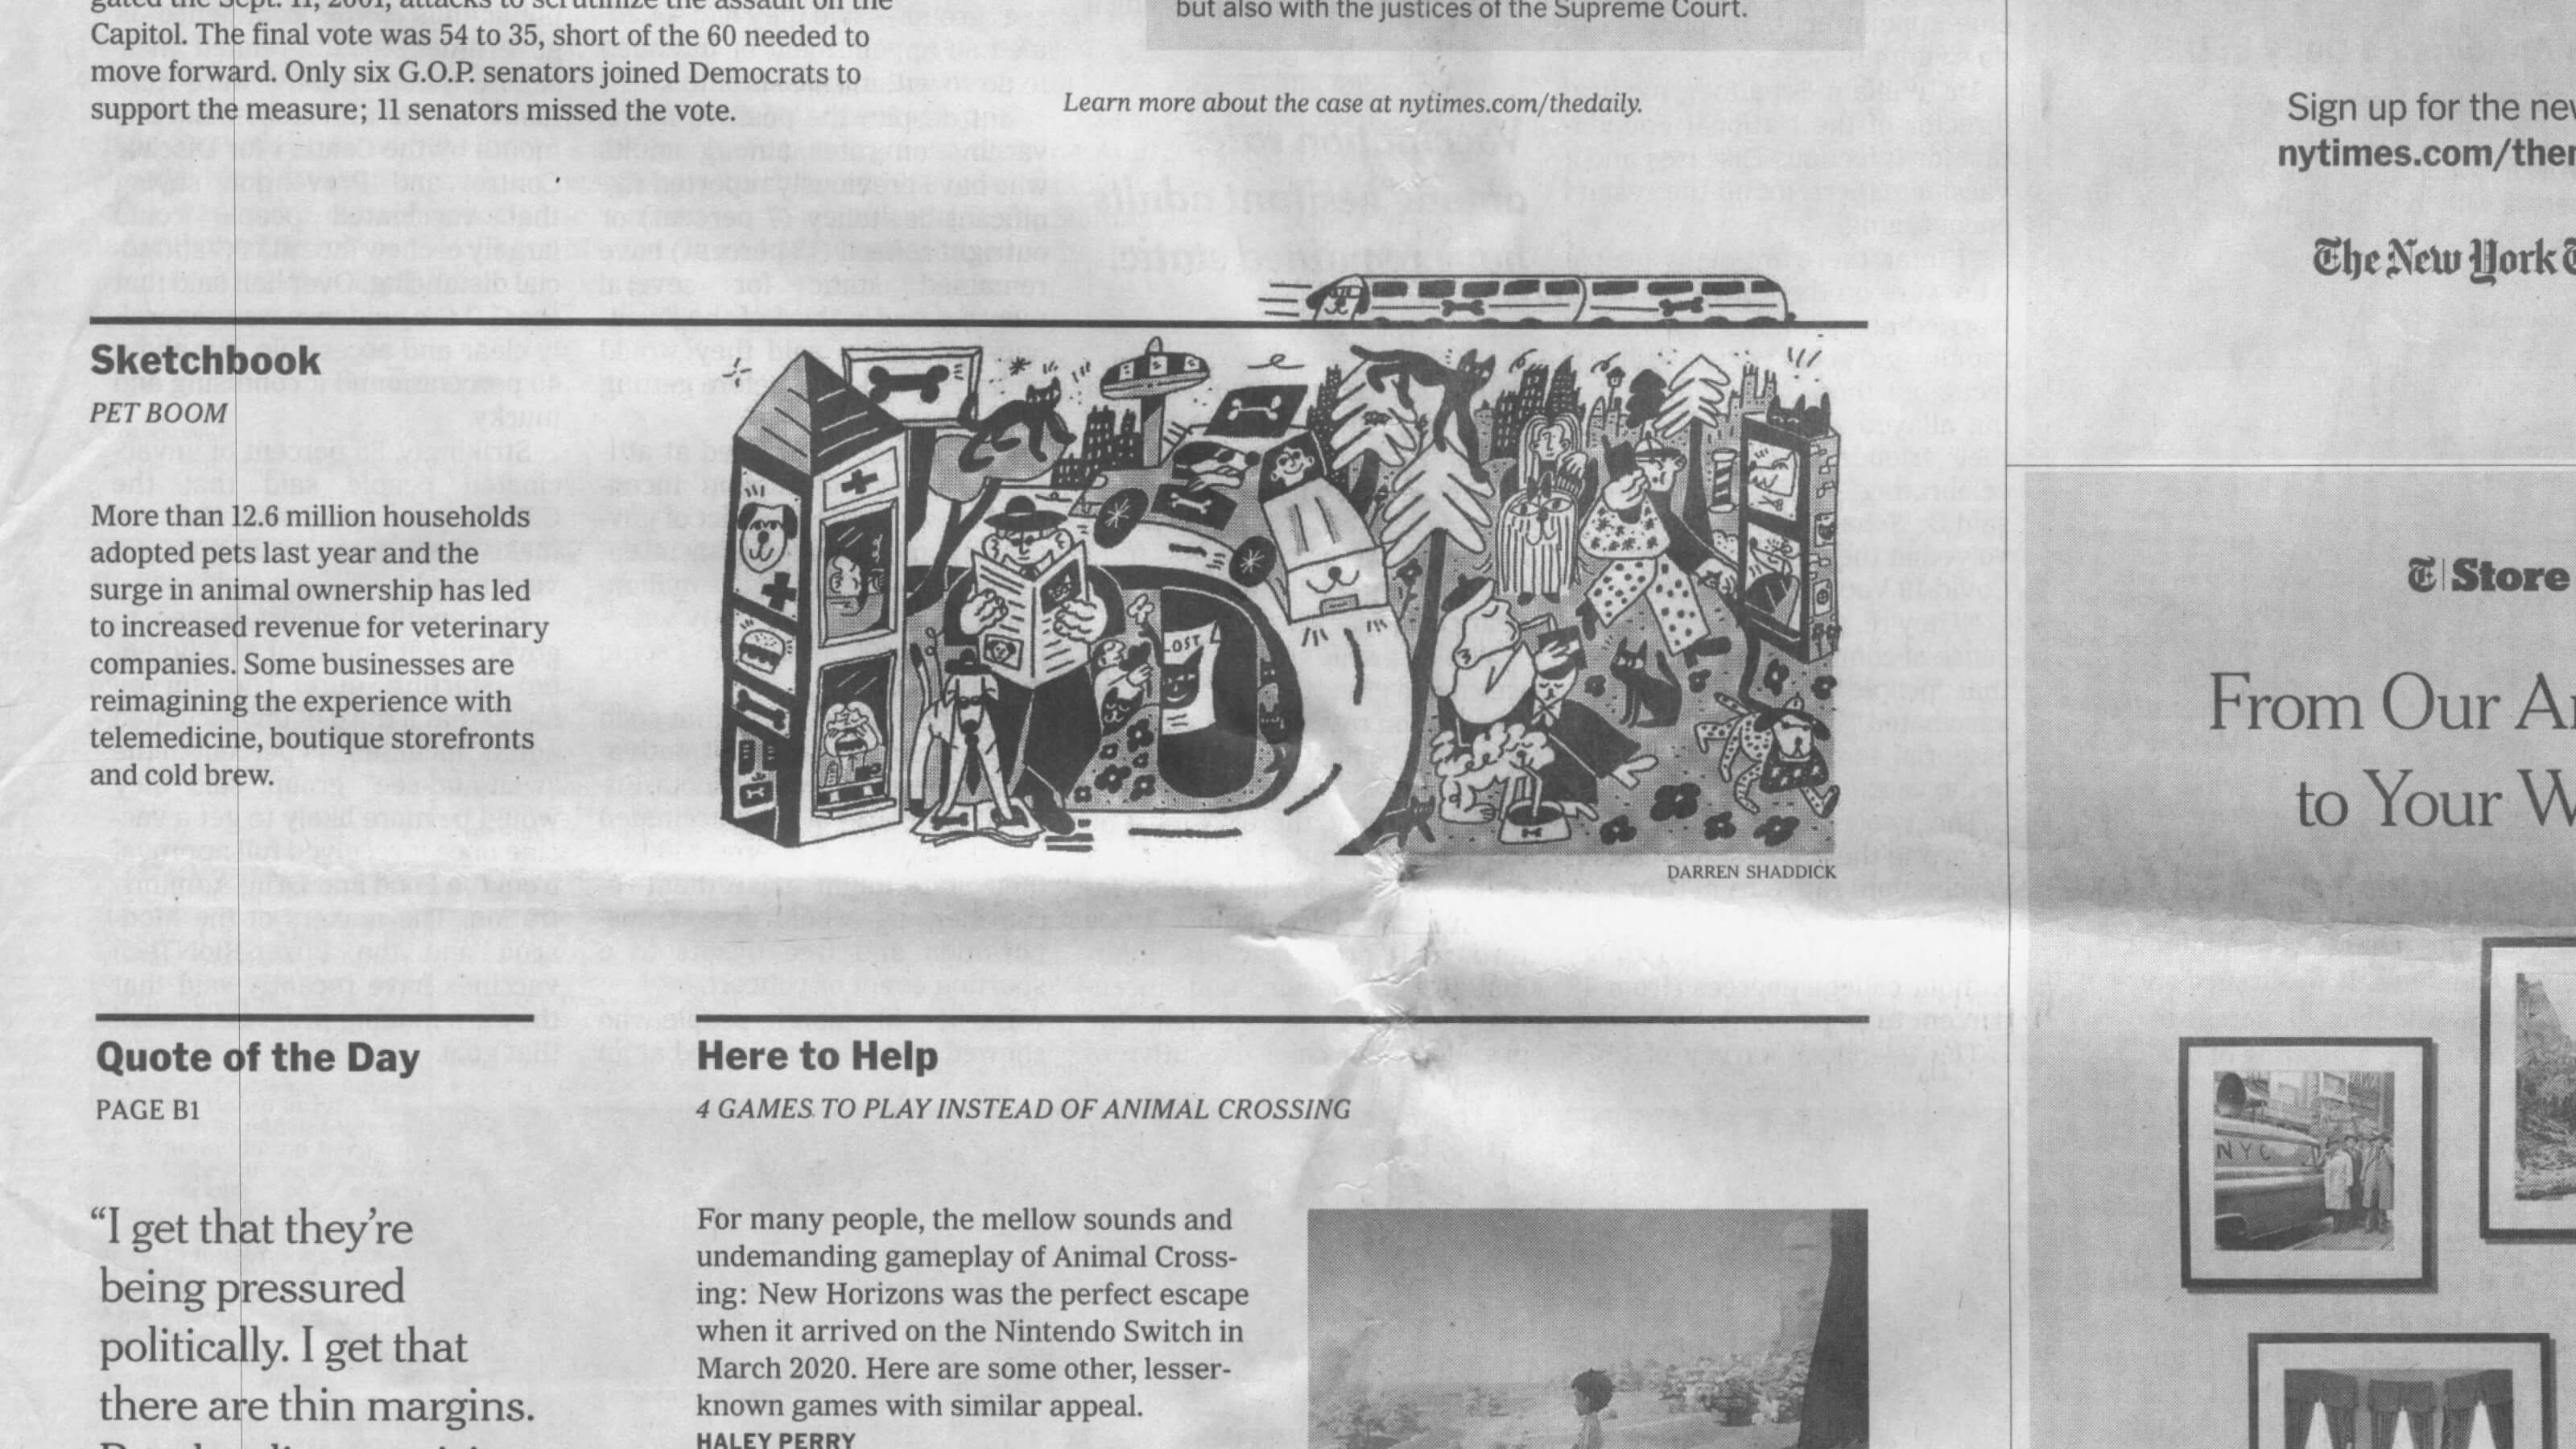 gated the Sept. 11, 2001, attacks to scrutinize the assault on the
Capitol. The final vote was 54 to 35, short of the 60 needed to
move forward. Only six G.O.P. senators joined Democrats to
support the measure; 11 senators missed the vote.
but also with the justices of the Supreme Court.
Learn more about the case at nytimes.com/thedaily.
Sketchbook
PET BOOM
More than 12.6 million households
adopted pets last year and the
surge in animal ownership has led
to increased revenue for veterinary
companies. Some businesses are
reimagining the experience with
telemedicine, boutique storefronts
and cold brew.
LOST
DARREN SHADDICK
Quote of the Day
PAGE B1
“I get that they’re
being pressured
politically. I get that
there are thin margins.
Here to Help
4 GAMES TO PLAY INSTEAD OF ANIMAL CROSSING
For many people, the mellow sounds and
undemanding gameplay of Animal Cross-
ing: New Horizons was the perfect escape
when it arrived on the Nintendo Switch in
March 2020. Here are some other, lesser-
known games with similar appeal.
HALEY PERRY
Sign up for the
nytimes.com/
The New York
T Store
From Our
to Your
NYC